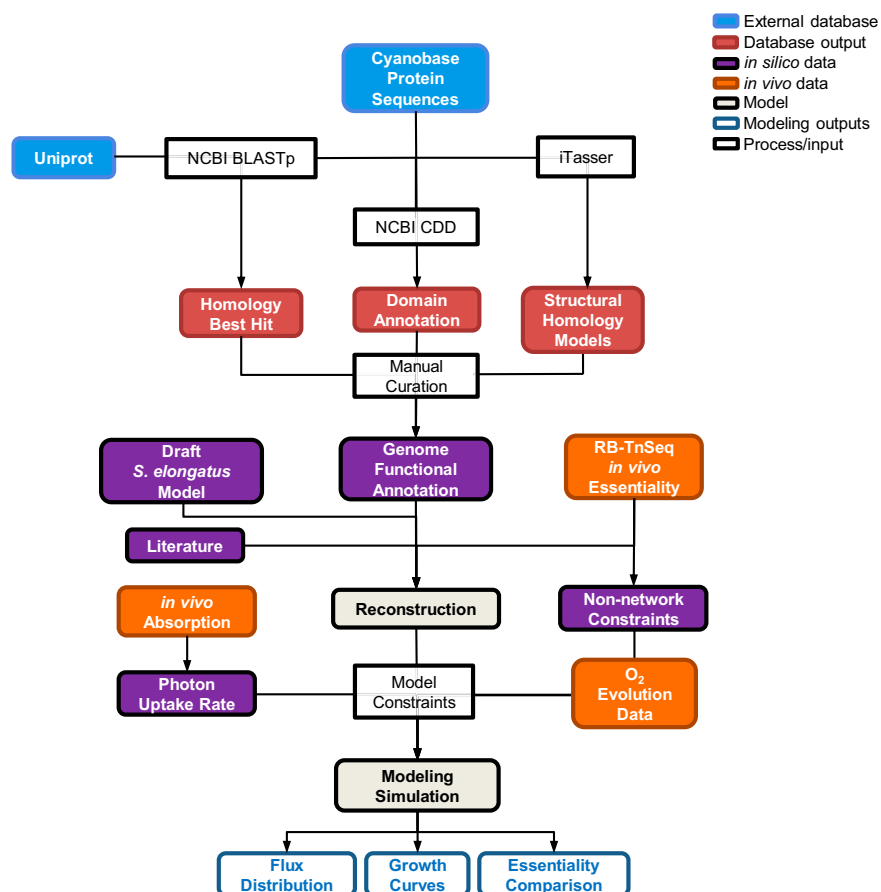 External database
Database output
in silico data
in vivo data
Model
Modeling outputs
Process/input
Cyanobase
Protein
Sequences
Uniprot
NCBI BLASTp
iTasser
NCBI CDD
Homology
Best Hit
Domain
Annotation
Structural
Homology
Models
Manual
Curation
Draft
S. elongatus
Model
Genome
Functional
Annotation
RB-TnSeq
in vivo
Essentiality
Literature
in vivo
Absorption
Reconstruction
Non-network
Constraints
Photon
Uptake Rate
Model
Constraints
O2
Evolution
Data
Modeling
Simulation
Flux
Distribution
Growth
Curves
Essentiality
Comparison